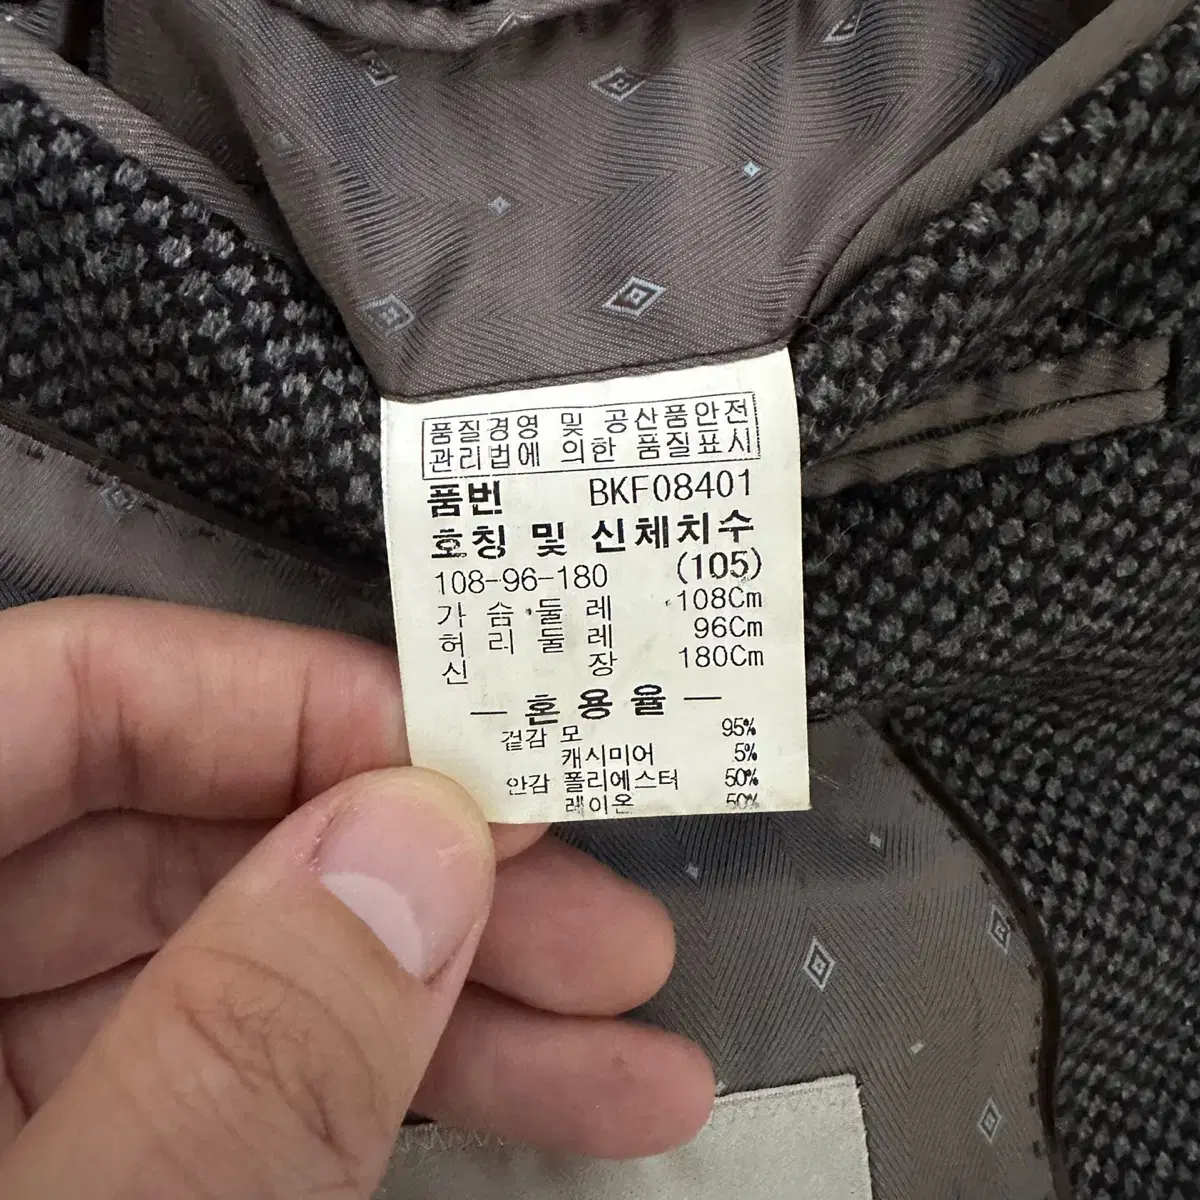 품질경영 및 공산품안전
관리법에 의한 품질표시
품번 BKF08401
호칭 및 신체치수
108-96-180 (105)
가 슴 둘 레 108Cm
허 리 둘 레 96Cm
신 장 180Cm
— 혼 용 율 —
겉감 모 95%
캐시미어 5%
안감 폴리에스터 50%
레이온 50%